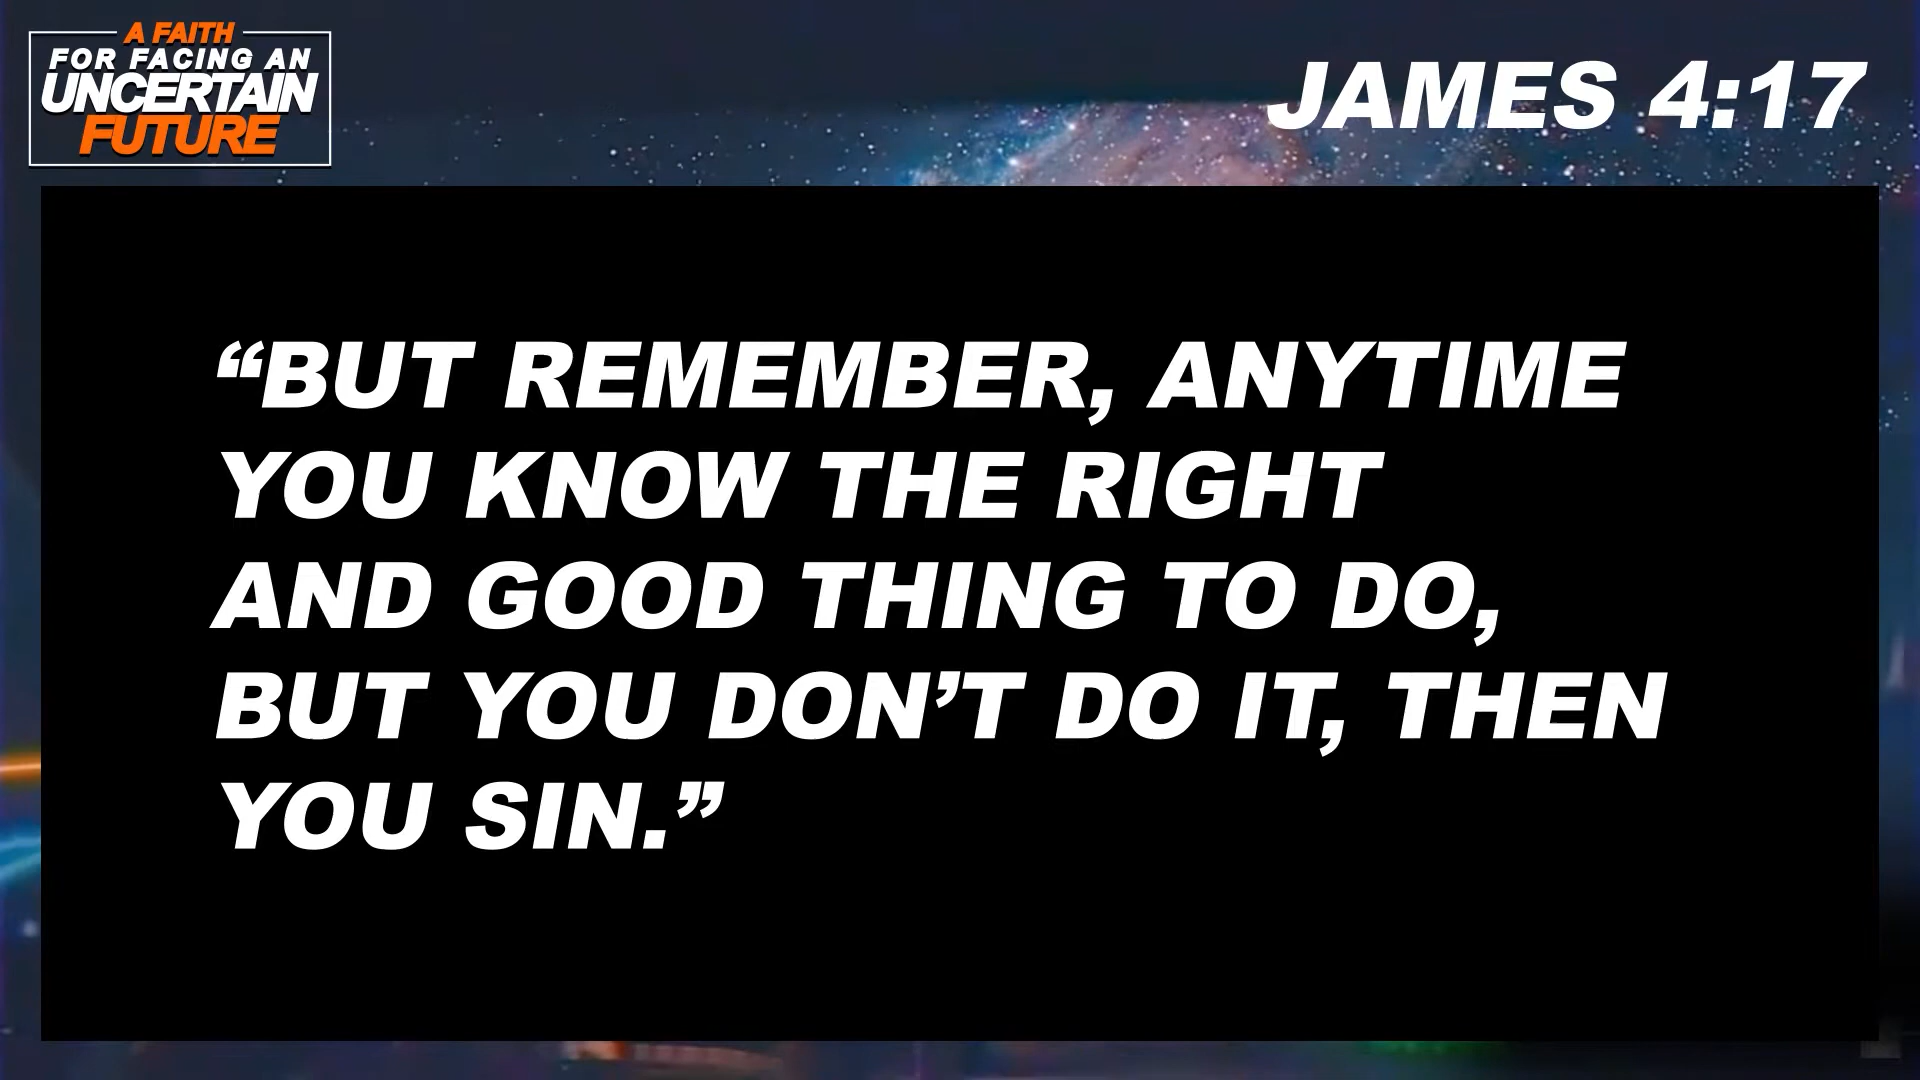 A FAITH
FOR FACING AN
UNCERTAIN
FUTURE
JAMES 4:17
“BUT REMEMBER, ANYTIME
YOU KNOW THE RIGHT
AND GOOD THING TO DO,
BUT YOU DON’T DO IT, THEN
YOU SIN.”